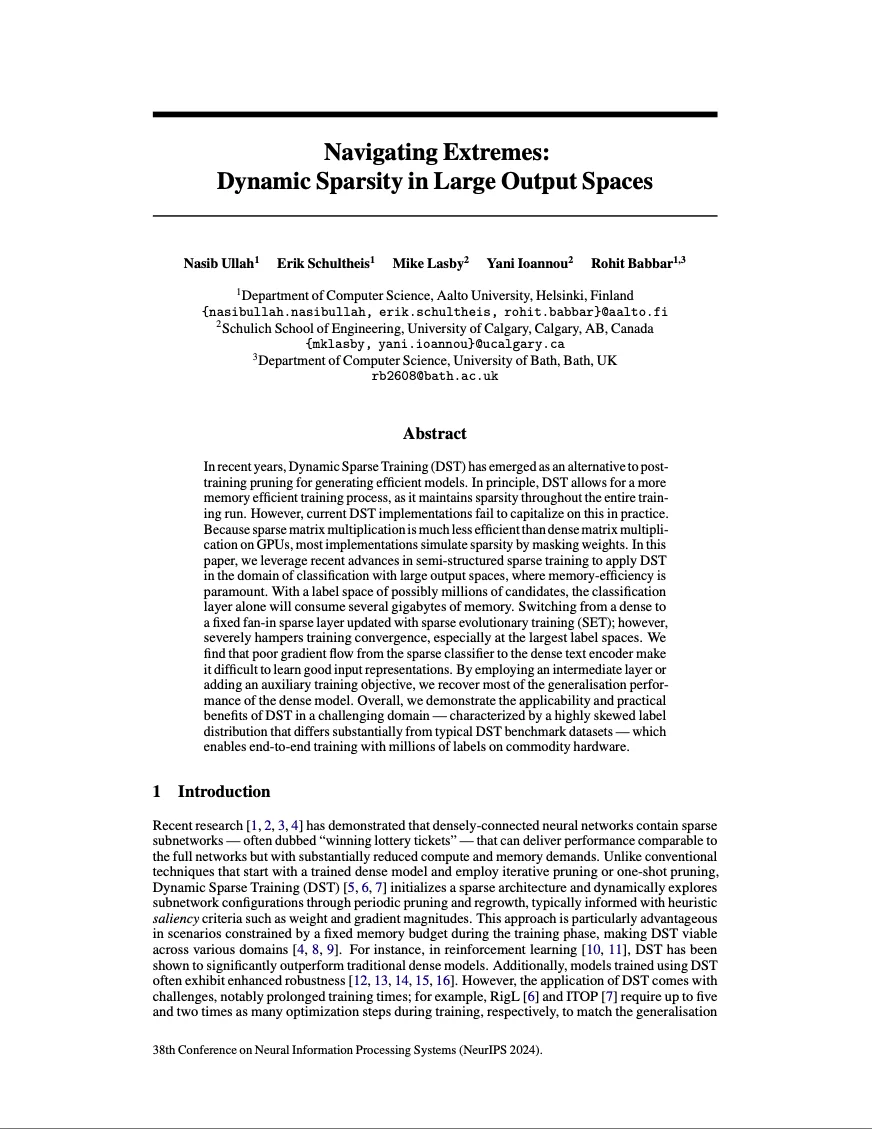 Navigating Extremes:
Dynamic Sparsity in Large Output Spaces
Nasib Ullah¹ Erik Schultheis¹ Mike Lasby² Yani Ioannou² Rohit Babbar¹,³
¹Department of Computer Science, Aalto University, Helsinki, Finland
{nasibullah.nasibullah, erik.schultheis, rohit.babbar}@aalto.fi
²Schulich School of Engineering, University of Calgary, Calgary, AB, Canada
{mklasby, yani.ioannou}@ucalgary.ca
³Department of Computer Science, University of Bath, Bath, UK
rb2608@bath.ac.uk
Abstract
In recent years, Dynamic Sparse Training (DST) has emerged as an alternative to post-
training pruning for generating efficient models. In principle, DST allows for a more
memory efficient training process, as it maintains sparsity throughout the entire train-
ing run. However, current DST implementations fail to capitalize on this in practice.
Because sparse matrix multiplication is much less efficient than dense matrix multipli-
cation on GPUs, most implementations simulate sparsity by masking weights. In this
paper, we leverage recent advances in semi-structured sparse training to apply DST
in the domain of classification with large output spaces, where memory-efficiency is
paramount. With a label space of possibly millions of candidates, the classification
layer alone will consume several gigabytes of memory. Switching from a dense to
a fixed fan-in sparse layer updated with sparse evolutionary training (SET); however,
severely hampers training convergence, especially at the largest label spaces. We
find that poor gradient flow from the sparse classifier to the dense text encoder make
it difficult to learn good input representations. By employing an intermediate layer or
adding an auxiliary training objective, we recover most of the generalisation perfor-
mance of the dense model. Overall, we demonstrate the applicability and practical
benefits of DST in a challenging domain — characterized by a highly skewed label
distribution that differs substantially from typical DST benchmark datasets — which
enables end-to-end training with millions of labels on commodity hardware.
1 Introduction
Recent research [1, 2, 3, 4] has demonstrated that densely-connected neural networks contain sparse
subnetworks — often dubbed “winning lottery tickets” — that can deliver performance comparable to
the full networks but with substantially reduced compute and memory demands. Unlike conventional
techniques that start with a trained dense model and employ iterative pruning or one-shot pruning,
Dynamic Sparse Training (DST) [5, 6, 7] initializes a sparse architecture and dynamically explores
subnetwork configurations through periodic pruning and regrowth, typically informed with heuristic
saliency criteria such as weight and gradient magnitudes. This approach is particularly advantageous
in scenarios constrained by a fixed memory budget during the training phase, making DST viable
across various domains [4, 8, 9]. For instance, in reinforcement learning [10, 11], DST has been
shown to significantly outperform traditional dense models. Additionally, models trained using DST
often exhibit enhanced robustness [12, 13, 14, 15, 16]. However, the application of DST comes with
challenges, notably prolonged training times; for example, RigL [6] and ITOP [7] require up to five
and two times as many optimization steps during training, respectively, to match the generalisation
38th Conference on Neural Information Processing Systems (NeurIPS 2024).